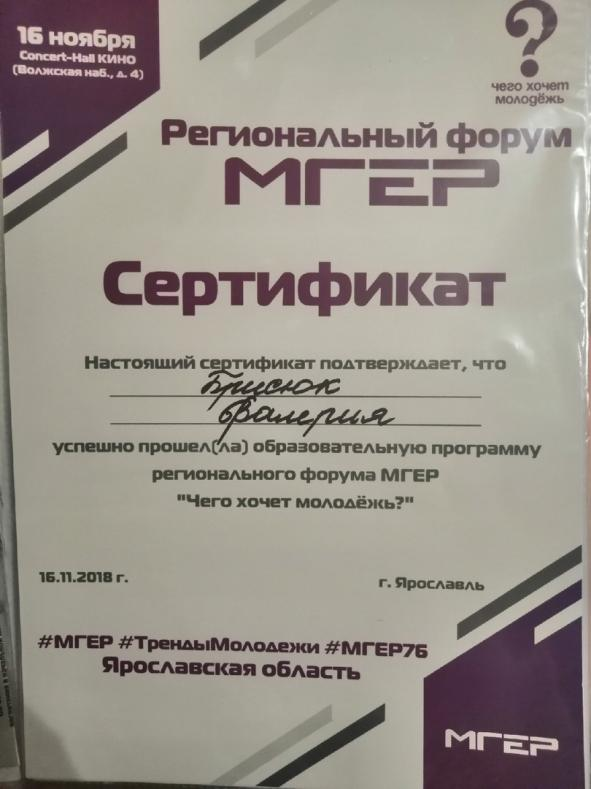 16 ноября
Concert-Hall КИНО
(Волжская наб., д. 4)
?
чего хочет
молодёжь
Региональный форум
МГЕР
Сертификат
Настоящий сертификат подтверждает, что
Брисюк
Валерия
успешно прошел(ла) образовательную программу
регионального форума МГЕР
"Чего хочет молодёжь?"
16.11.2018 г.
г. Ярославль
#МГЕР #ТрендыМолодежи #МГЕР76
Ярославская область
МГЕР